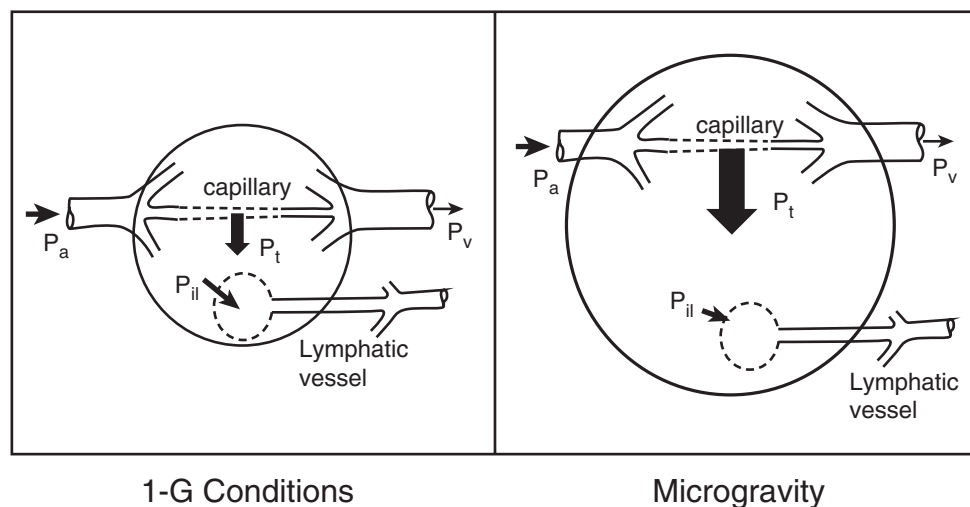 capillary
P_a
P_t
P_v
P_il
Lymphatic
vessel
1-G Conditions
capillary
P_a
P_t
P_v
P_il
Lymphatic
vessel
Microgravity